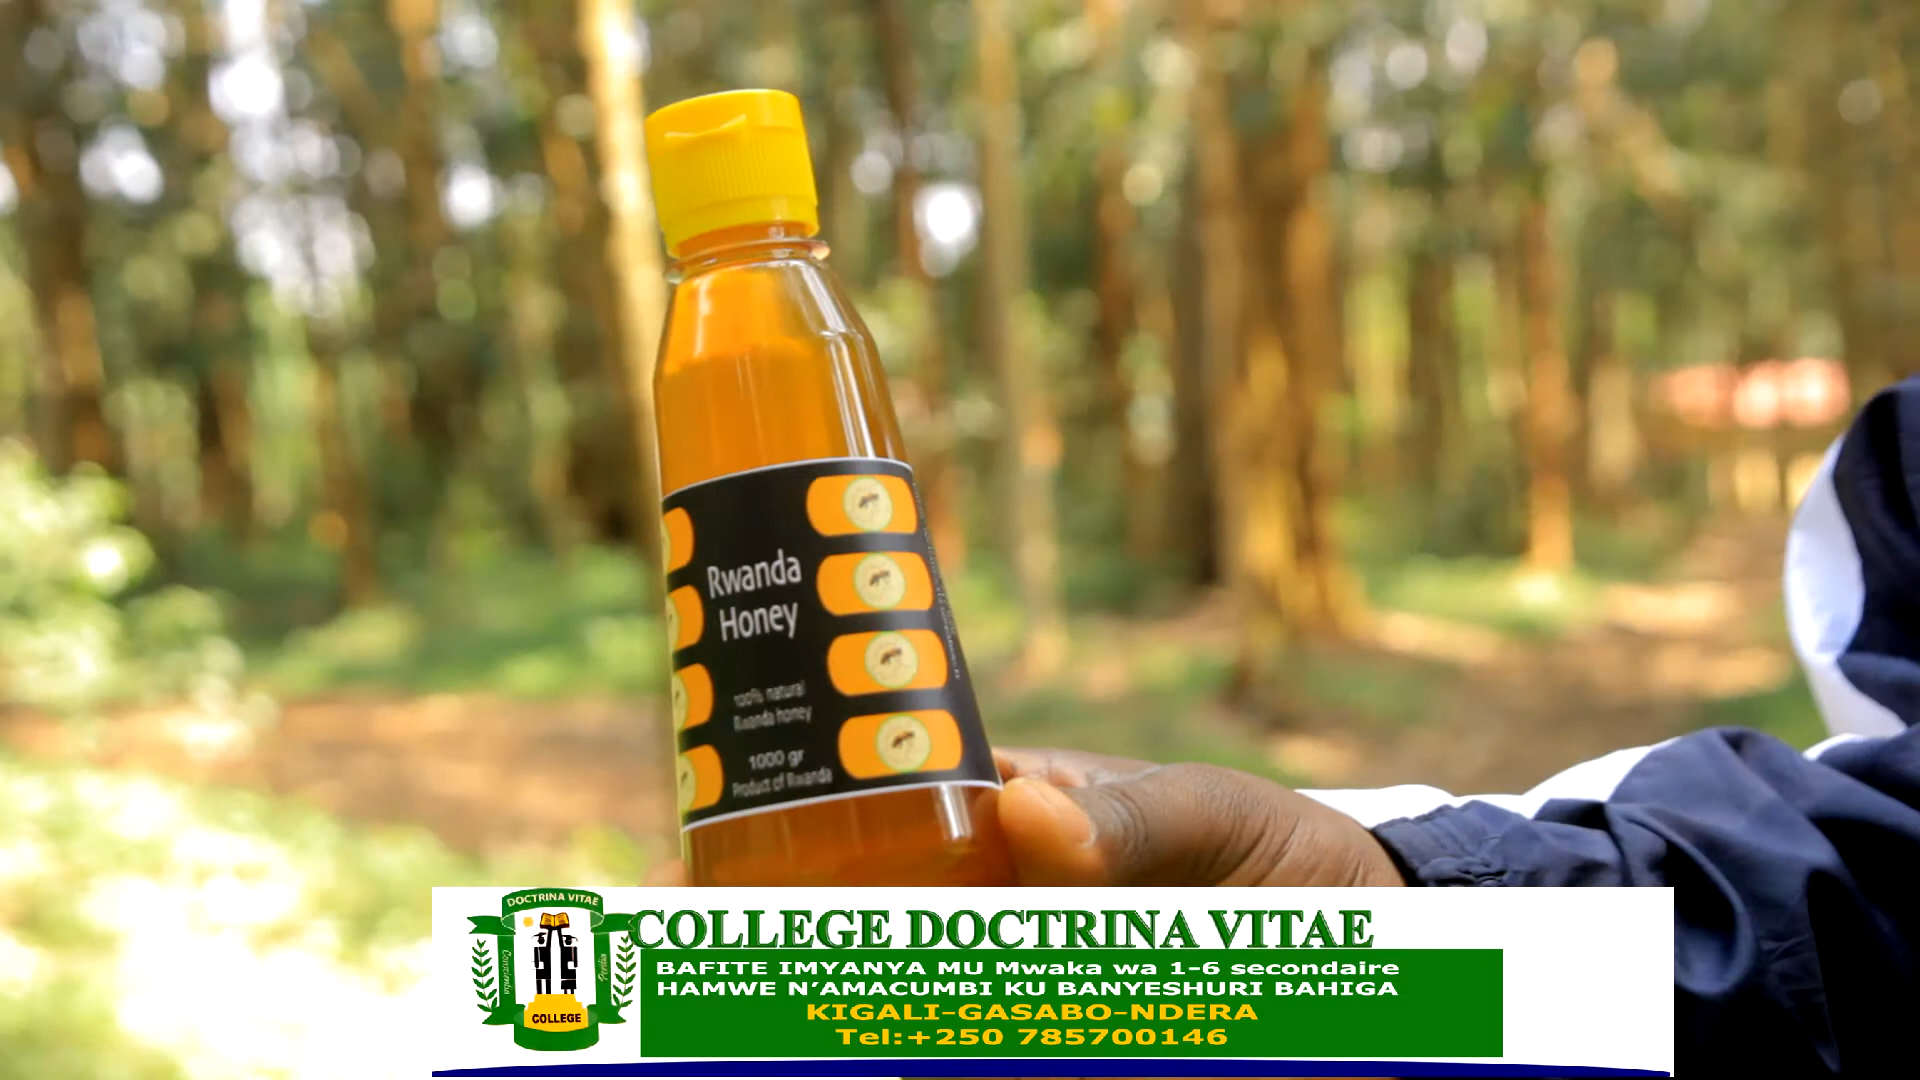 Rwanda
Honey
100% natural
Rwanda honey
1000 gr
Product of Rwanda
DOCTRINA VITAE
COLLEGE
COLLEGE DOCTRINA VITAE
BAFITE IMYANYA MU Mwaka wa 1-6 secondaire
HAMWE N'AMACUMBI KU BANYESHURI BAHIGA
KIGALI-GASABO-NDERA
Tel:+250 785700146